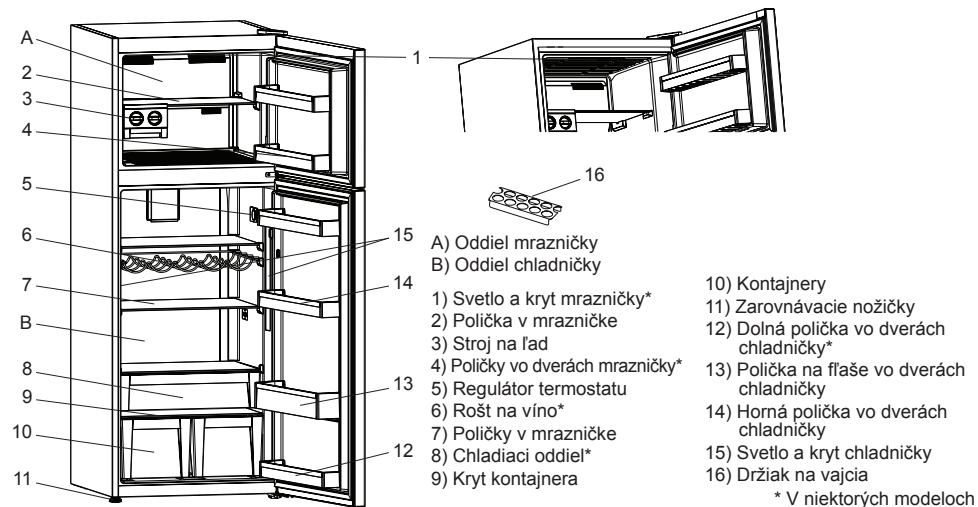 A
2
3
4
5
6
7
B
8
9
10
11
1
16
15
14
13
12
A) Oddiel mrazničky
B) Oddiel chladničky
1) Svetlo a kryt mrazničky*
2) Polička v mrazničke
3) Stroj na ľad
4) Poličky vo dverách mrazničky*
5) Regulátor termostatu
6) Rošt na víno*
7) Poličky v mrazničke
8) Chladiaci oddiel*
9) Kryt kontajnera
10) Kontajnery
11) Zarovnávacie nožičky
12) Dolná polička vo dverách
chladničky*
13) Polička na fľaše vo dverách
chladničky
14) Horná polička vo dverách
chladničky
15) Svetlo a kryt chladničky
16) Držiak na vajcia
* V niektorých modeloch